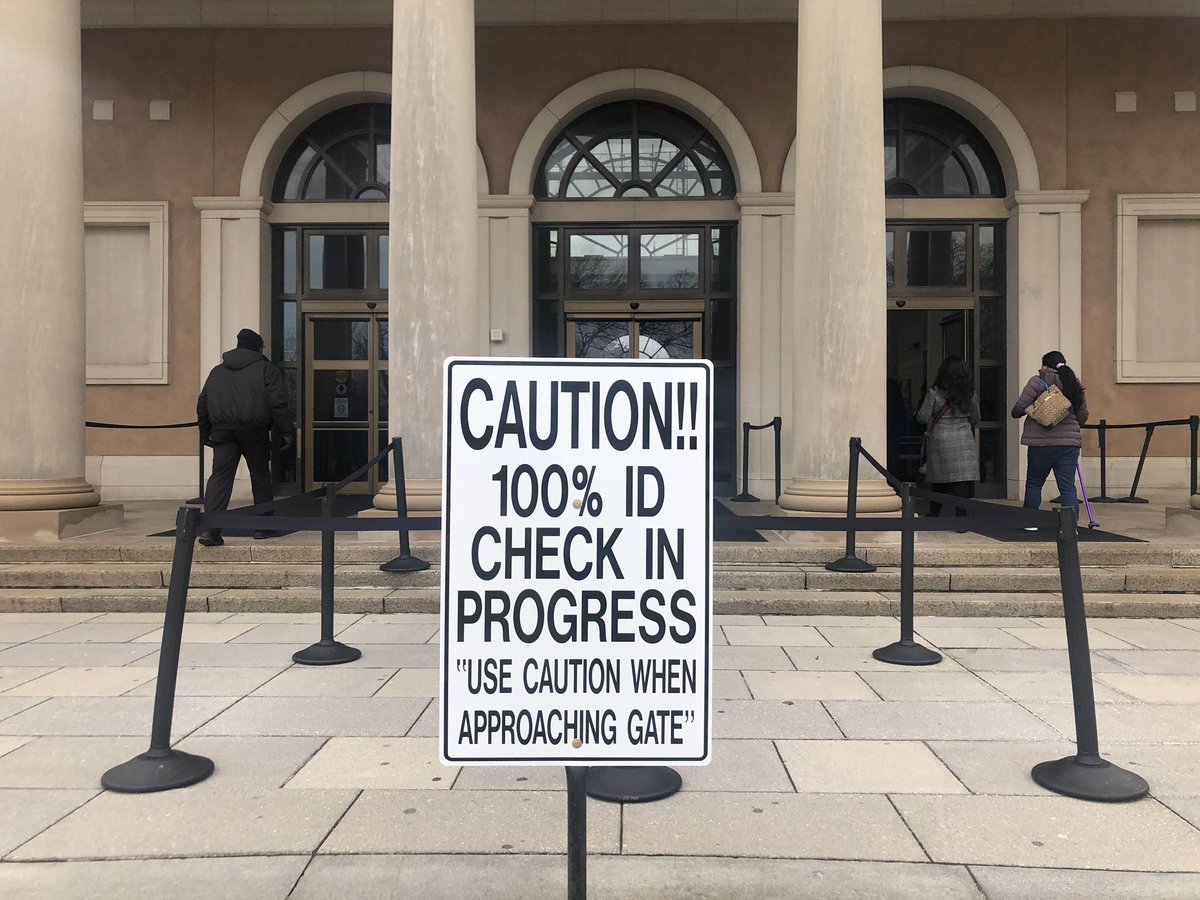 CAUTION!!
100% ID
CHECK IN
PROGRESS
"USE CAUTION WHEN
APPROACHING GATE"